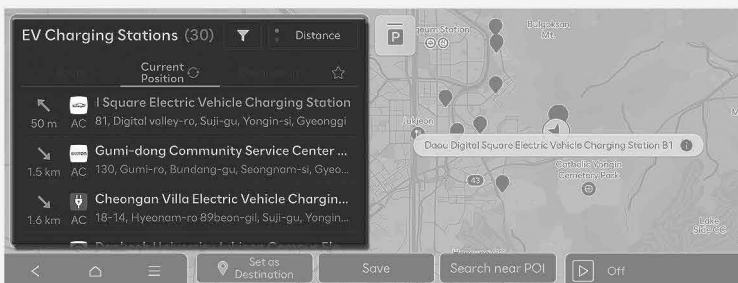 EV Charging Stations (30)
Distance
Current
Position
50 m AC
l Square Electric Vehicle Charging Station
81, Digital valley-ro, Suji-gu, Yongin-si, Gyeonggi
1.5 km AC
Gumi-dong Community Service Center ...
130, Gumi-ro, Bundang-gu, Seongnam-si, Gyeo...
1.6 km AC
Cheongan Villa Electric Vehicle Chargin...
18-14, Hyeonam-ro 89beon-gil, Suji-gu, Yongin...
P
Station
Bulgoksan
Mt.
Jukjeon
Daou Digital Square Electric Vehicle Charging Station B1
Catholic Yongin
Cemetery Park
43
Lake
Side CC
Set as
Destination
Save
Search near POI
Off